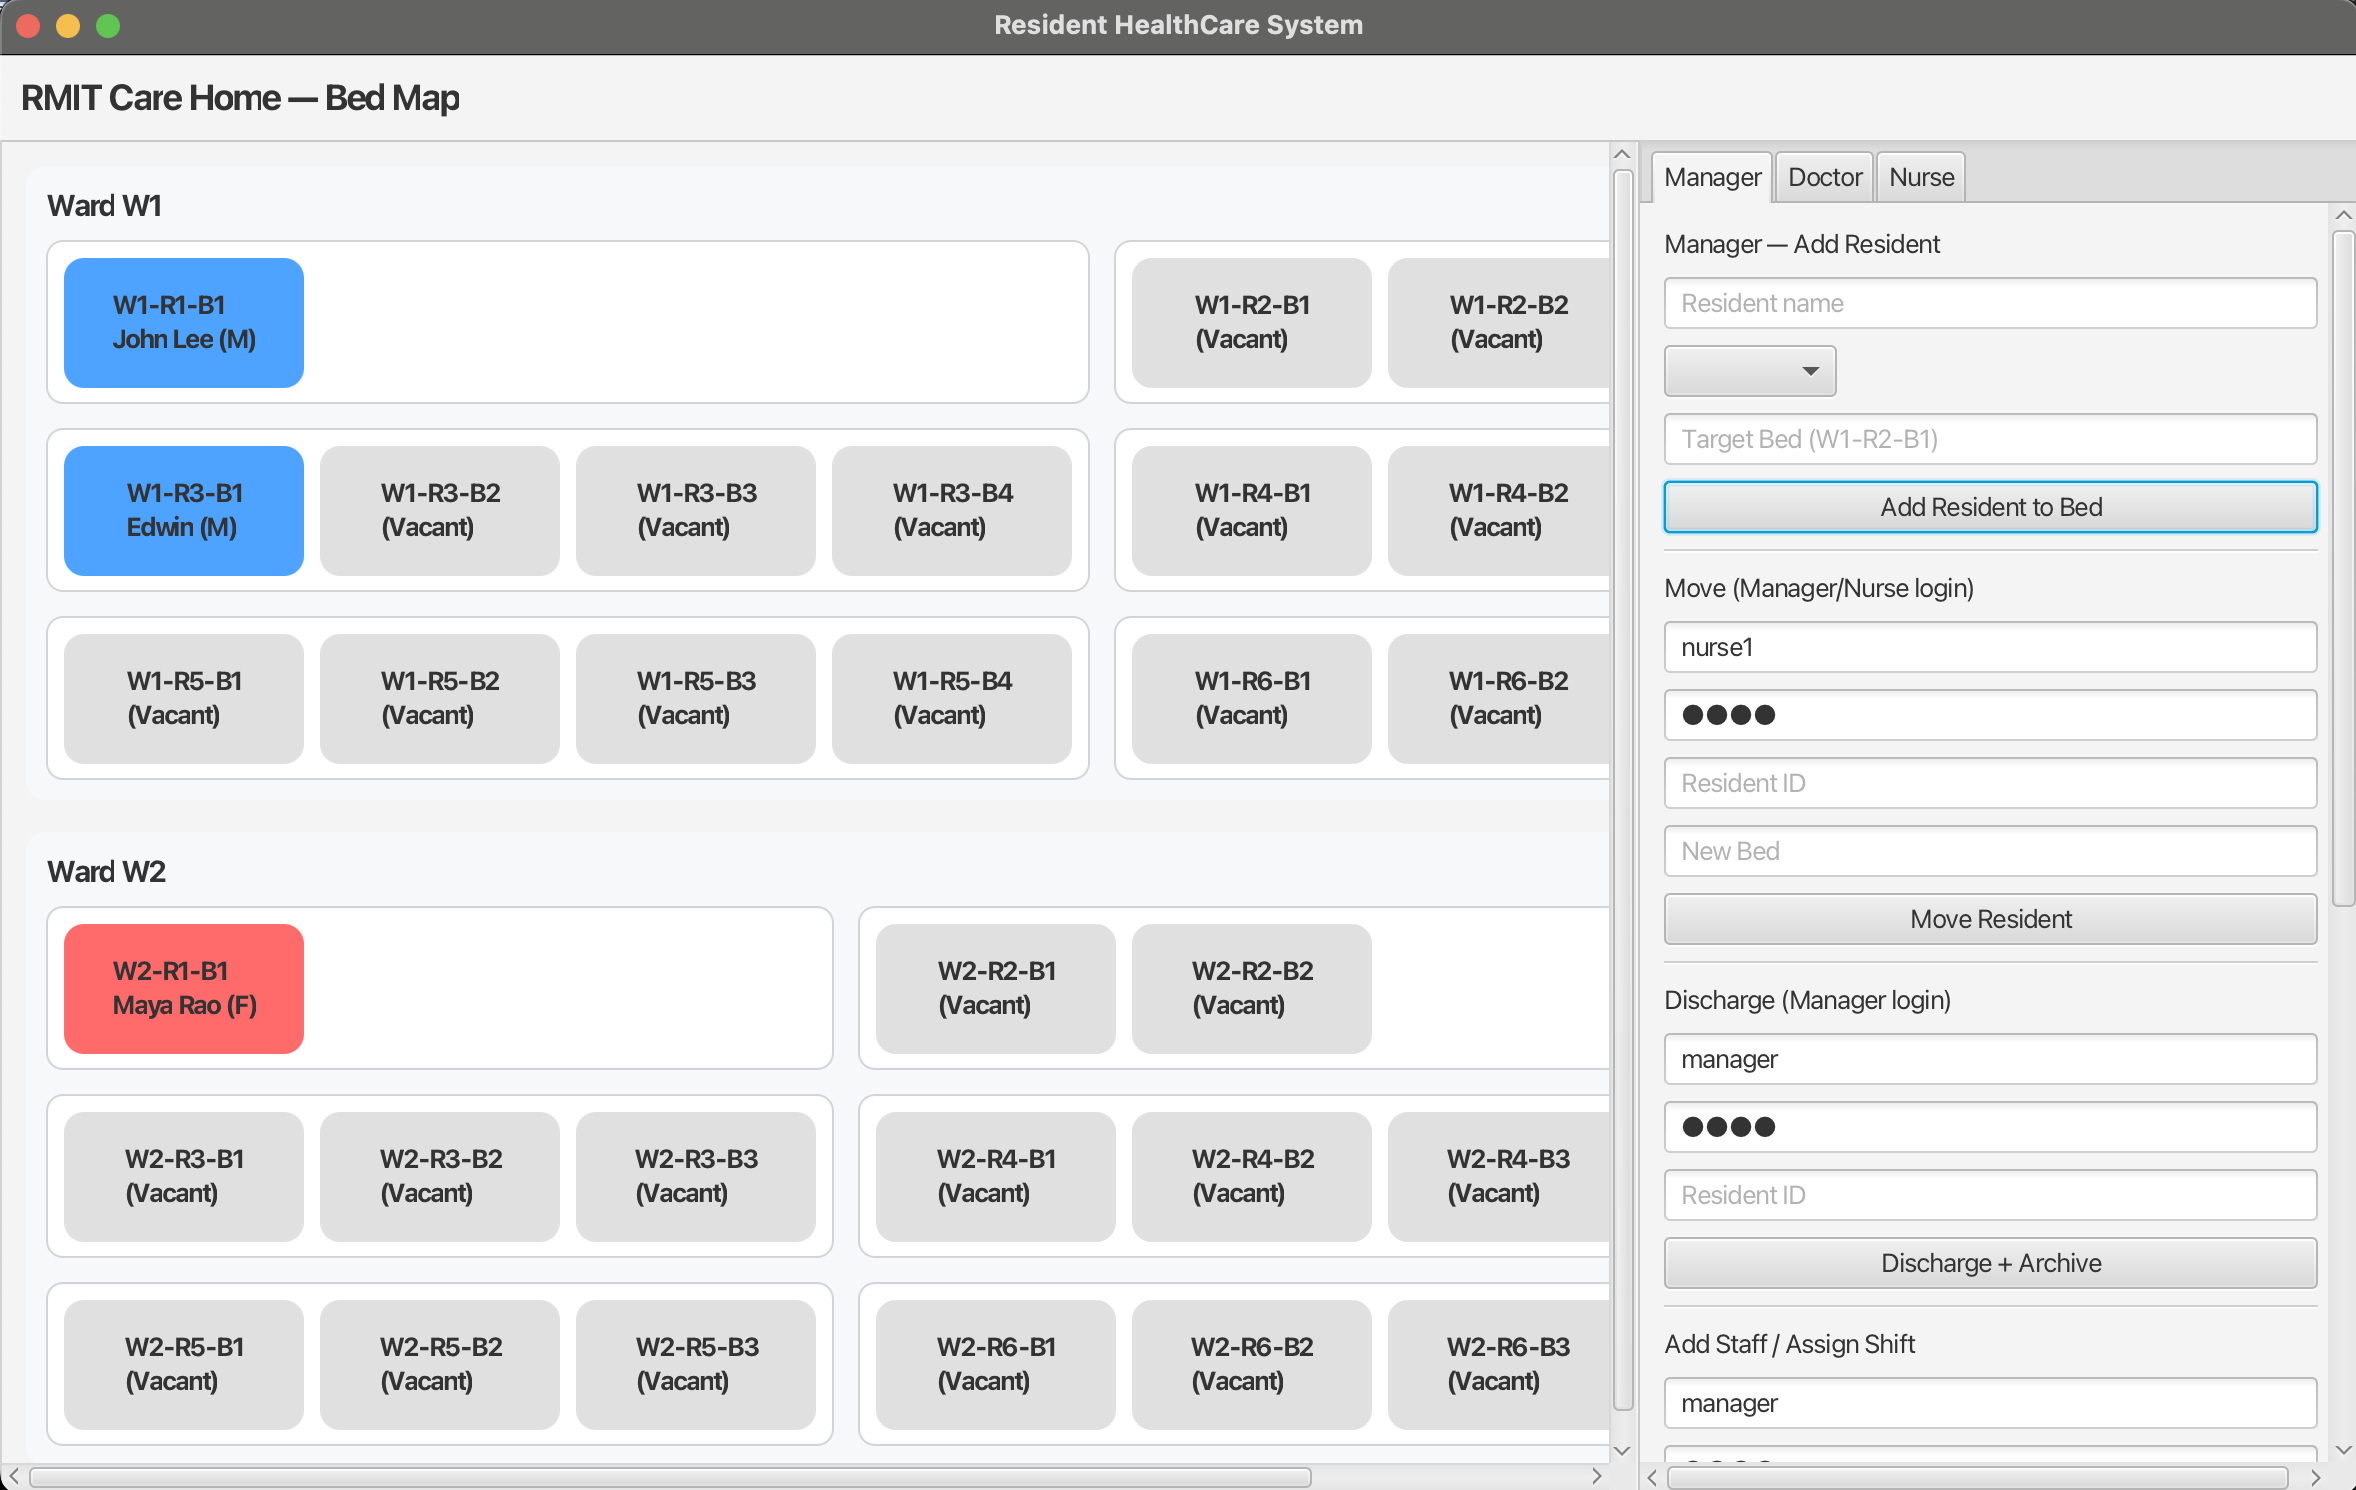 Resident HealthCare System
RMIT Care Home — Bed Map
Ward W1
W1-R1-B1
John Lee (M)
W1-R2-B1
(Vacant)
W1-R2-B2
(Vacant)
W1-R3-B1
Edwin (M)
W1-R3-B2
(Vacant)
W1-R3-B3
(Vacant)
W1-R3-B4
(Vacant)
W1-R4-B1
(Vacant)
W1-R4-B2
(Vacant)
W1-R5-B1
(Vacant)
W1-R5-B2
(Vacant)
W1-R5-B3
(Vacant)
W1-R5-B4
(Vacant)
W1-R6-B1
(Vacant)
W1-R6-B2
(Vacant)
Ward W2
W2-R1-B1
Maya Rao (F)
W2-R2-B1
(Vacant)
W2-R2-B2
(Vacant)
W2-R3-B1
(Vacant)
W2-R3-B2
(Vacant)
W2-R3-B3
(Vacant)
W2-R4-B1
(Vacant)
W2-R4-B2
(Vacant)
W2-R4-B3
(Vacant)
W2-R5-B1
(Vacant)
W2-R5-B2
(Vacant)
W2-R5-B3
(Vacant)
W2-R6-B1
(Vacant)
W2-R6-B2
(Vacant)
W2-R6-B3
(Vacant)
Manager
Doctor
Nurse
Manager — Add Resident
Resident name
Target Bed (W1-R2-B1)
Add Resident to Bed
Move (Manager/Nurse login)
nurse1
●●●●
Resident ID
New Bed
Move Resident
Discharge (Manager login)
manager
●●●●
Resident ID
Discharge + Archive
Add Staff / Assign Shift
manager